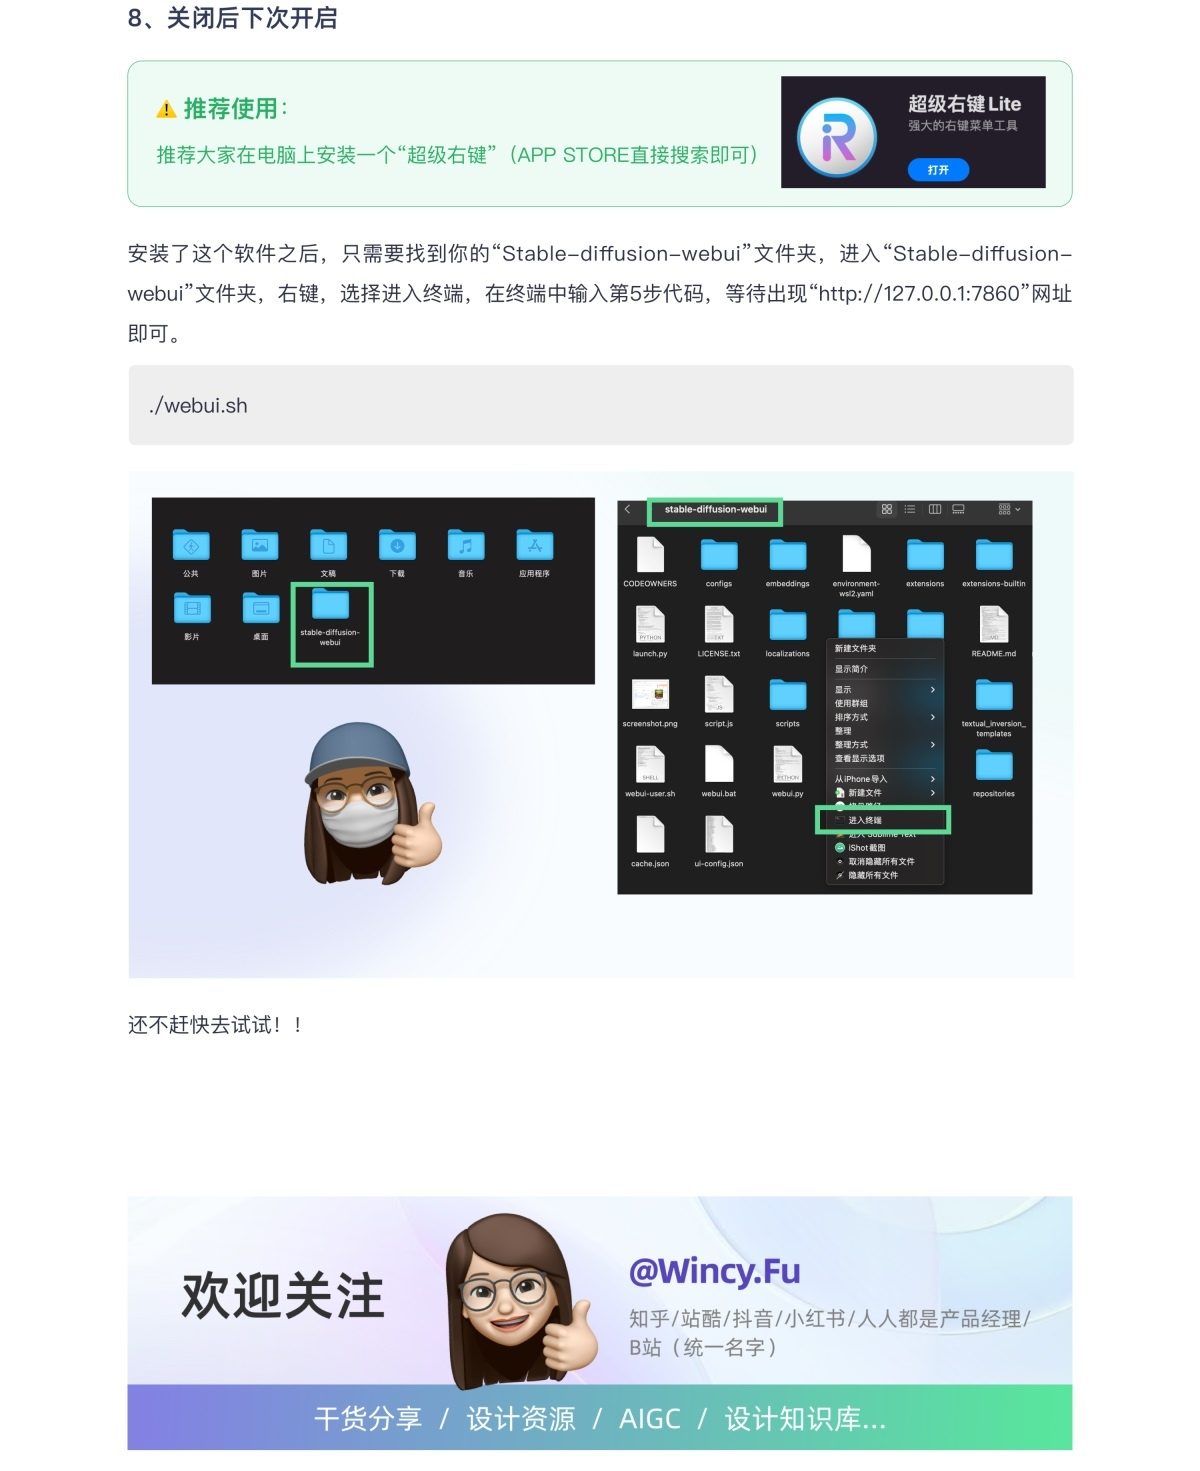 8、关闭后下次开启
推荐使用：
推荐大家在电脑上安装一个“超级右键”（APP STORE直接搜索即可）
超级右键 Lite
强大的右键菜单工具
打开
安装了这个软件之后，只需要找到你的“Stable-diffusion-webui”文件夹，进入“Stable-diffusion-
webui”文件夹，右键，选择进入终端，在终端中输入第5步代码，等待出现“http://127.0.0.1:7860”网址
即可。
./webui.sh
公共 图片 文稿 下载 音乐 应用程序
影片 桌面 stable-diffusion-
webui
stable-diffusion-webui
CODEOWNERS configs embeddings environment- extensions extensions-builtin
wsl2.yaml
PYTHON TXT MD
launch.py LICENSE.txt localizations README.md
JS
screenshot.png script.js scripts textual_inversion_
templates
SHELL PYTHON
webui-user.sh webui.bat webui.py repositories
cache.json ui-config.json
新建文件夹
显示简介
显示
使用群组
排序方式
整理
整理方式
查看显示选项
从iPhone导入
新建文件
进入终端
进入 Sublime Text
iShot截图
取消隐藏所有文件
隐藏所有文件
还不赶快去试试！！
欢迎关注
@Wincy.Fu
知乎/站酷/抖音/小红书/人人都是产品经理/
B站（统一名字）
干货分享 / 设计资源 / AIGC / 设计知识库...